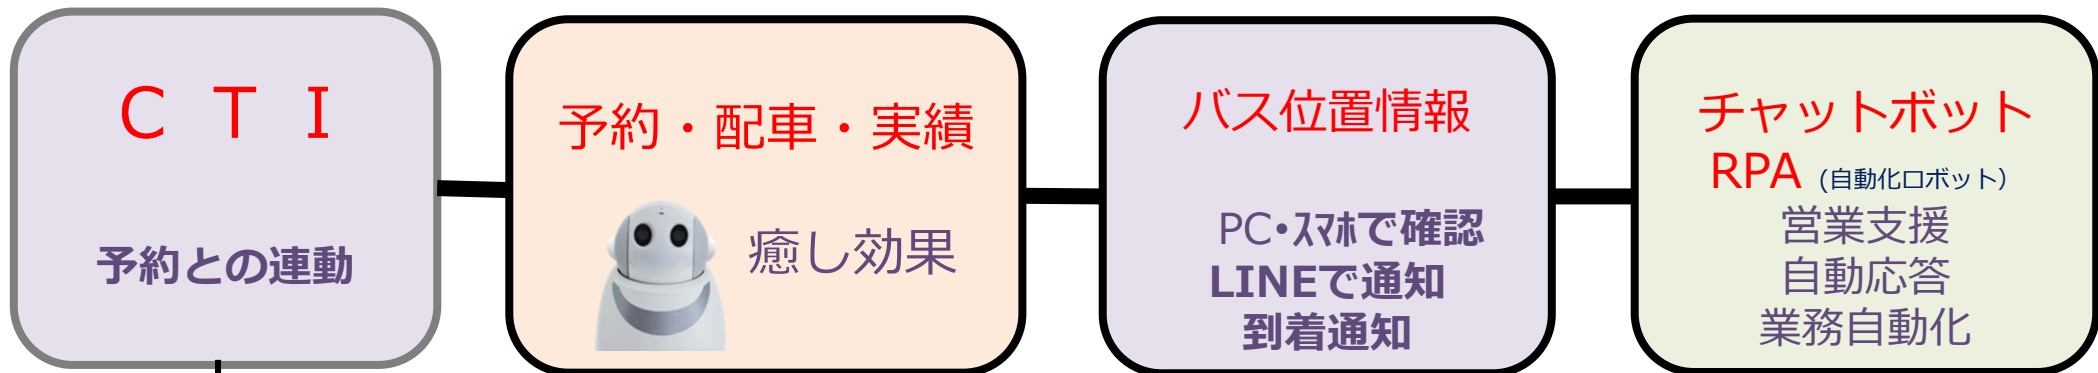 ＣＴＩ
予約との連動
予約・配車・実績
癒し効果
バス位置情報
PC・ｽﾏﾎで確認
LINEで通知
到着通知
チャットボット
RPA (自動化ロボット）
営業支援
自動応答
業務自動化